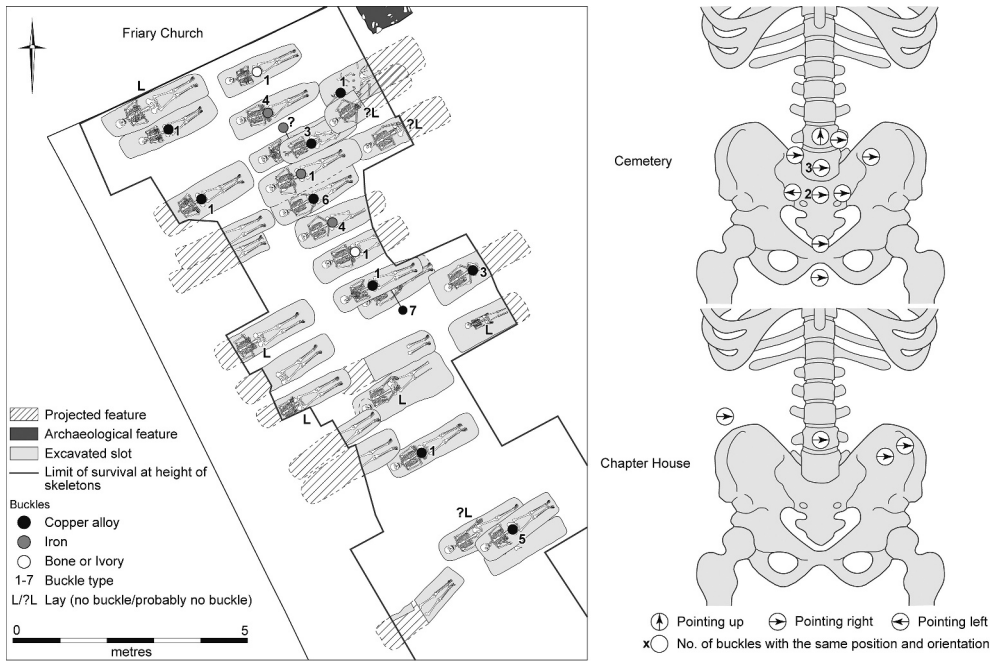 Friary Church
L
1
1
4
1
?L
?
3
?L
1
1
6
4
1
1
3
7
L
L
L
L
1
?L
5
Projected feature
Archaeological feature
Excavated slot
Limit of survival at height of
skeletons
Buckles
Copper alloy
Iron
Bone or Ivory
1-7 Buckle type
L/?L Lay (no buckle/probably no buckle)
0 5
metres
Cemetery
3
2
Chapter House
Pointing up Pointing right Pointing left
x No. of buckles with the same position and orientation